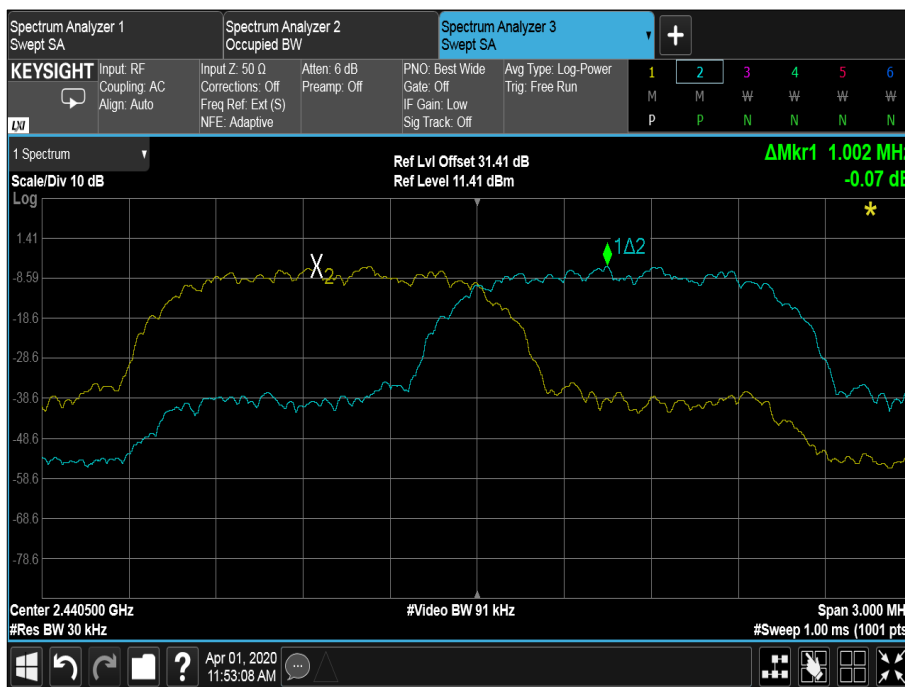 Spectrum Analyzer 1
Swept SA
Spectrum Analyzer 2
Occupied BW
Spectrum Analyzer 3
Swept SA
KEYSIGHT
LXI
Input: RF
Coupling: AC
Align: Auto
Input Z: 50 Ω
Corrections: Off
Freq Ref: Ext (S)
NFE: Adaptive
Atten: 6 dB
Preamp: Off
PNO: Best Wide
Gate: Off
IF Gain: Low
Sig Track: Off
Avg Type: Log-Power
Trig: Free Run
1 2 3 4 5 6
M M W W W W
P P N N N N
1 Spectrum
Scale/Div 10 dB
Ref Lvl Offset 31.41 dB
Ref Level 11.41 dBm
ΔMkr1 1.002 MHz
-0.07 dB
Log
1.41
-8.59
-18.6
-28.6
-38.6
-48.6
-58.6
-68.6
-78.6
X2
1Δ2
Center 2.440500 GHz
#Res BW 30 kHz
#Video BW 91 kHz
Span 3.000 MH
#Sweep 1.00 ms (1001 pts
Apr 01, 2020
11:53:08 AM